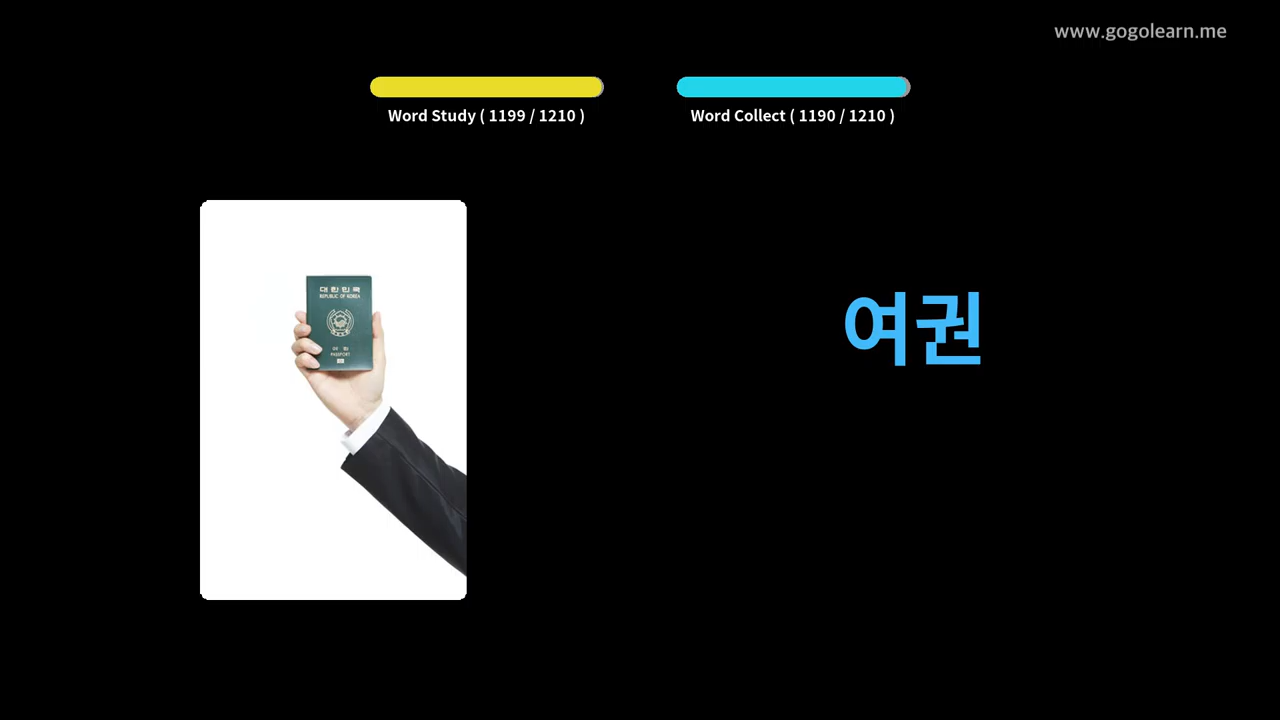 www.gogolearn.me
Word Study ( 1199 / 1210 )
Word Collect ( 1190 / 1210 )
대한민국
REPUBLIC OF KOREA
여권
PASSPORT
여권